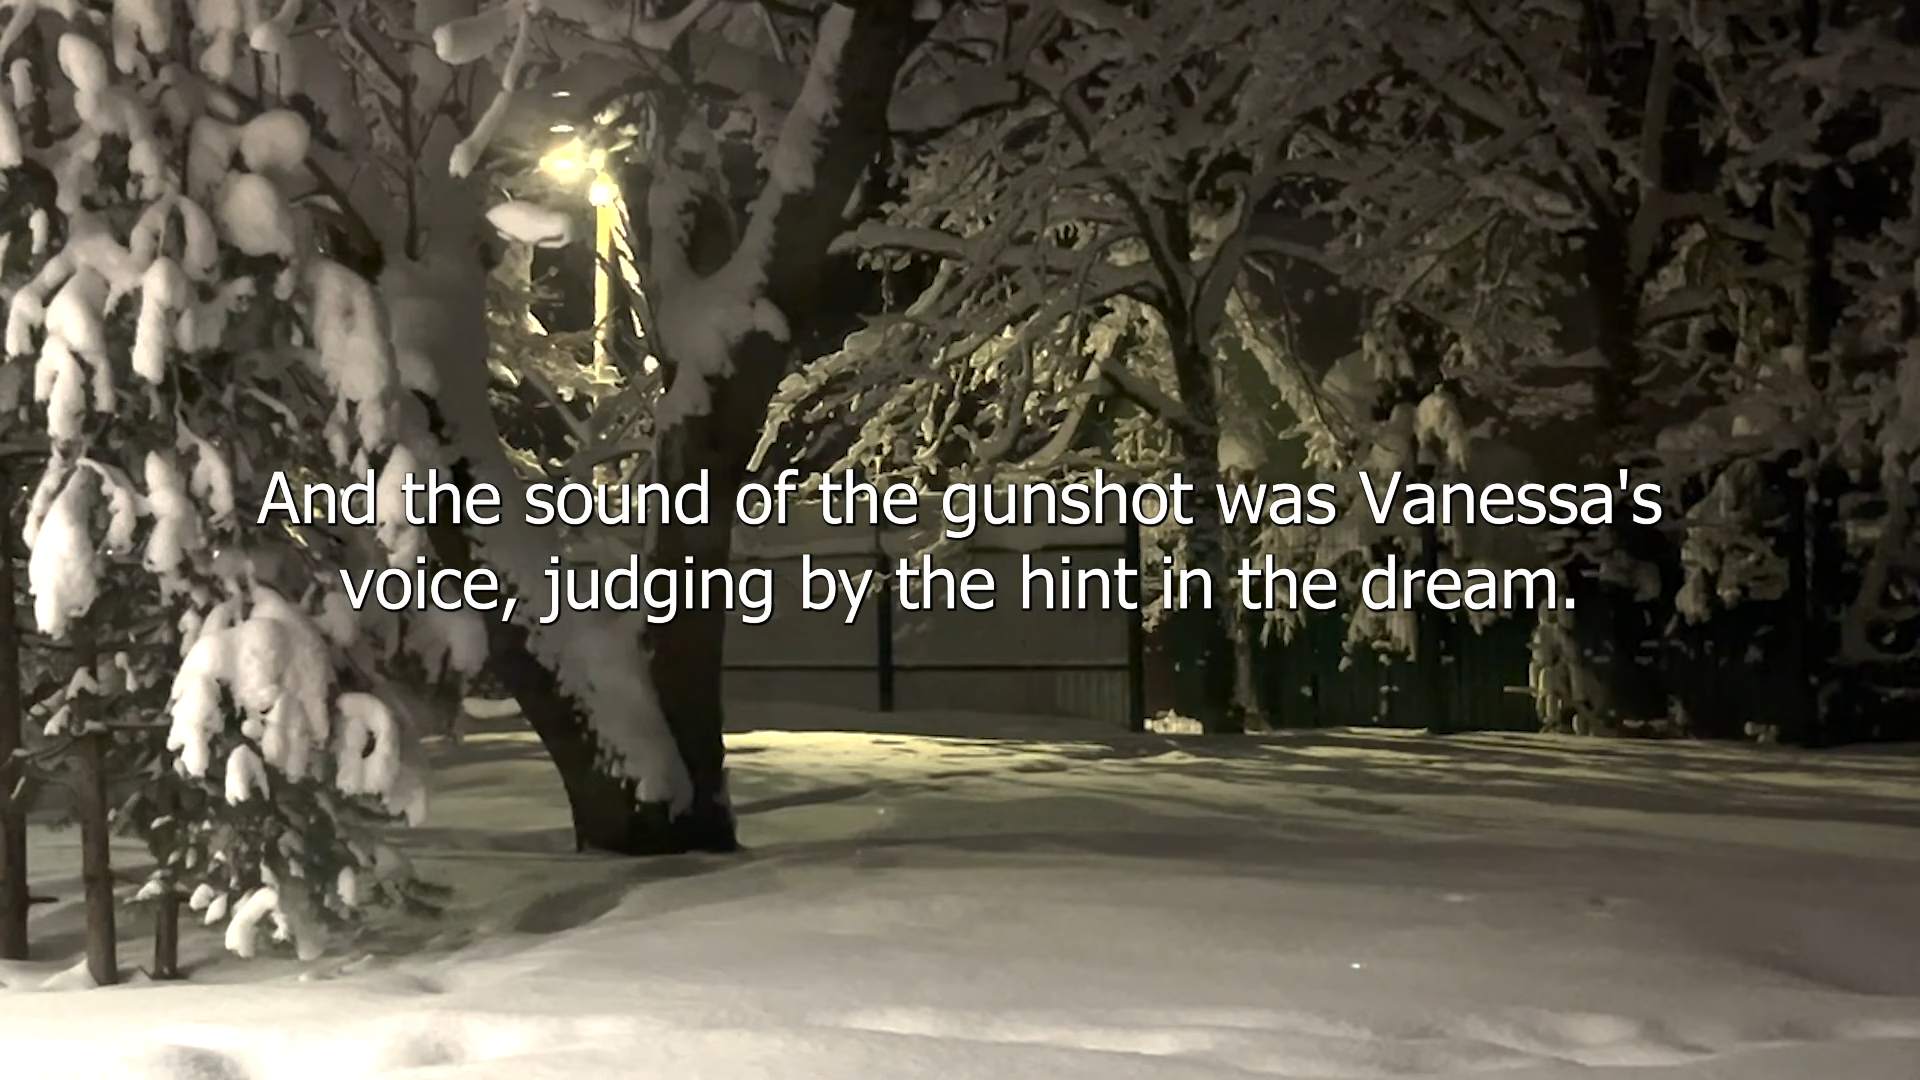 And the sound of the gunshot was Vanessa's
voice, judging by the hint in the dream.